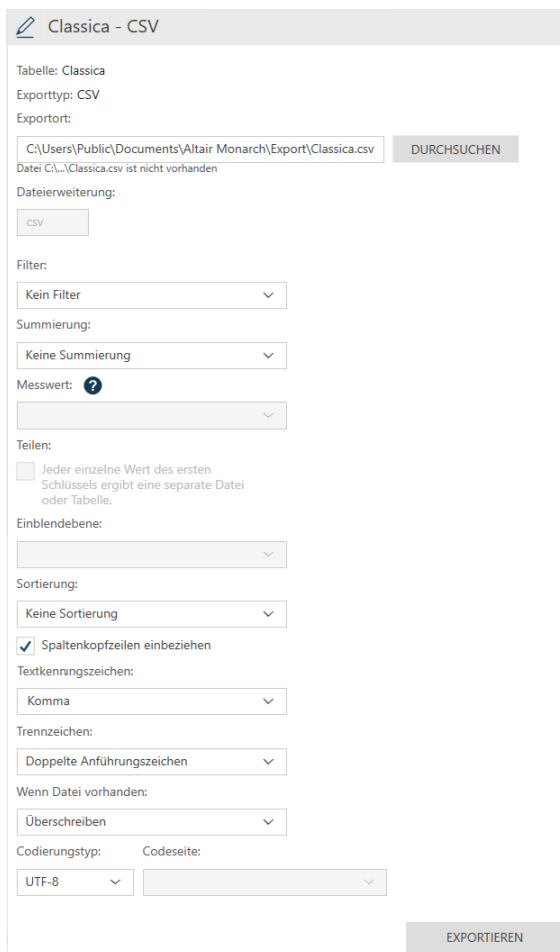 Classica - CSV
Tabelle: Classica
Exporttyp: CSV
Exportort:
C:\Users\Public\Documents\Altair Monarch\Export\Classica.csv DURCHSUCHEN
Datei C:\...\Classica.csv ist nicht vorhanden
Dateierweiterung:
csv
Filter:
Kein Filter
Summierung:
Keine Summierung
Messwert: ?
Teilen:
Jeder einzelne Wert des ersten
Schlüssels ergibt eine separate Datei
oder Tabelle.
Einblendebene:
Sortierung:
Keine Sortierung
Spaltenkopfzeilen einbeziehen
Textkennungszeichen:
Komma
Trennzeichen:
Doppelte Anführungszeichen
Wenn Datei vorhanden:
Überschreiben
Codierungstyp: Codeseite:
UTF-8
EXPORTIEREN